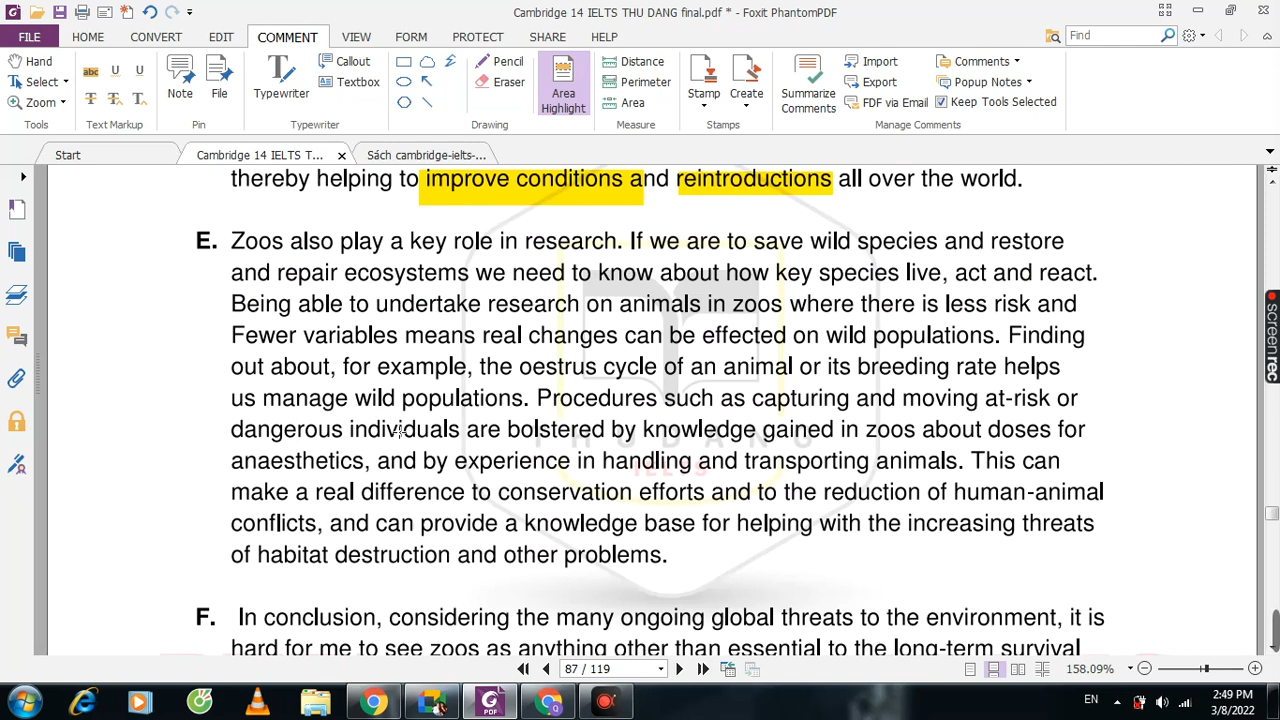 Cambridge 14 IELTS THU DANG final.pdf * - Foxit PhantomPDF
FILE HOME CONVERT EDIT COMMENT VIEW FORM PROTECT SHARE HELP Find
Hand Select Zoom Tools
abc U U T T T Text Markup
Note File Pin
Typewriter Callout Textbox Typewriter
Pencil Eraser Drawing
Area Highlight
Distance Perimeter Area Measure
Stamp Create Stamps
Summarize Comments Import Export FDF via Email Comments Popup Notes Keep Tools Selected Manage Comments
Start Cambridge 14 IELTS T... x Sách cambridge-ielts-...
thereby helping to improve conditions and reintroductions all over the world.
E. Zoos also play a key role in research. If we are to save wild species and restore
and repair ecosystems we need to know about how key species live, act and react.
Being able to undertake research on animals in zoos where there is less risk and
Fewer variables means real changes can be effected on wild populations. Finding
out about, for example, the oestrus cycle of an animal or its breeding rate helps
us manage wild populations. Procedures such as capturing and moving at-risk or
dangerous individuals are bolstered by knowledge gained in zoos about doses for
anaesthetics, and by experience in handling and transporting animals. This can
make a real difference to conservation efforts and to the reduction of human-animal
conflicts, and can provide a knowledge base for helping with the increasing threats
of habitat destruction and other problems.
F. In conclusion, considering the many ongoing global threats to the environment, it is
hard for me to see zoos as anything other than essential to the long-term survival
THU DANG
IELTS
screenrec
87 / 119 158.09%
PDF EN 2:49 PM
3/8/2022